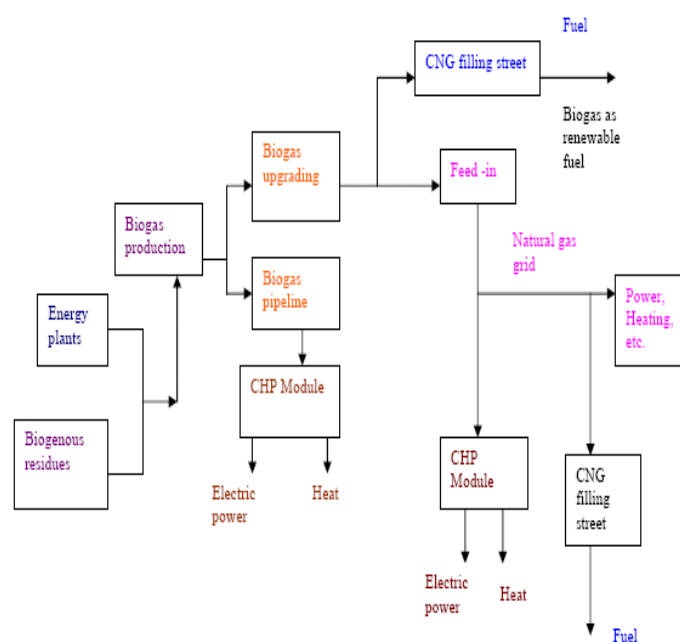 Fuel
CNG filling street
Biogas as
renewable
fuel
Biogas
upgrading
Feed -in
Biogas
production
Natural gas
grid
Biogas
pipeline
Power,
Heating,
etc.
Energy
plants
CHP Module
Biogenous
residues
CHP
Module
CNG
filling
street
Electric
power
Heat
Electric
power
Heat
Fuel